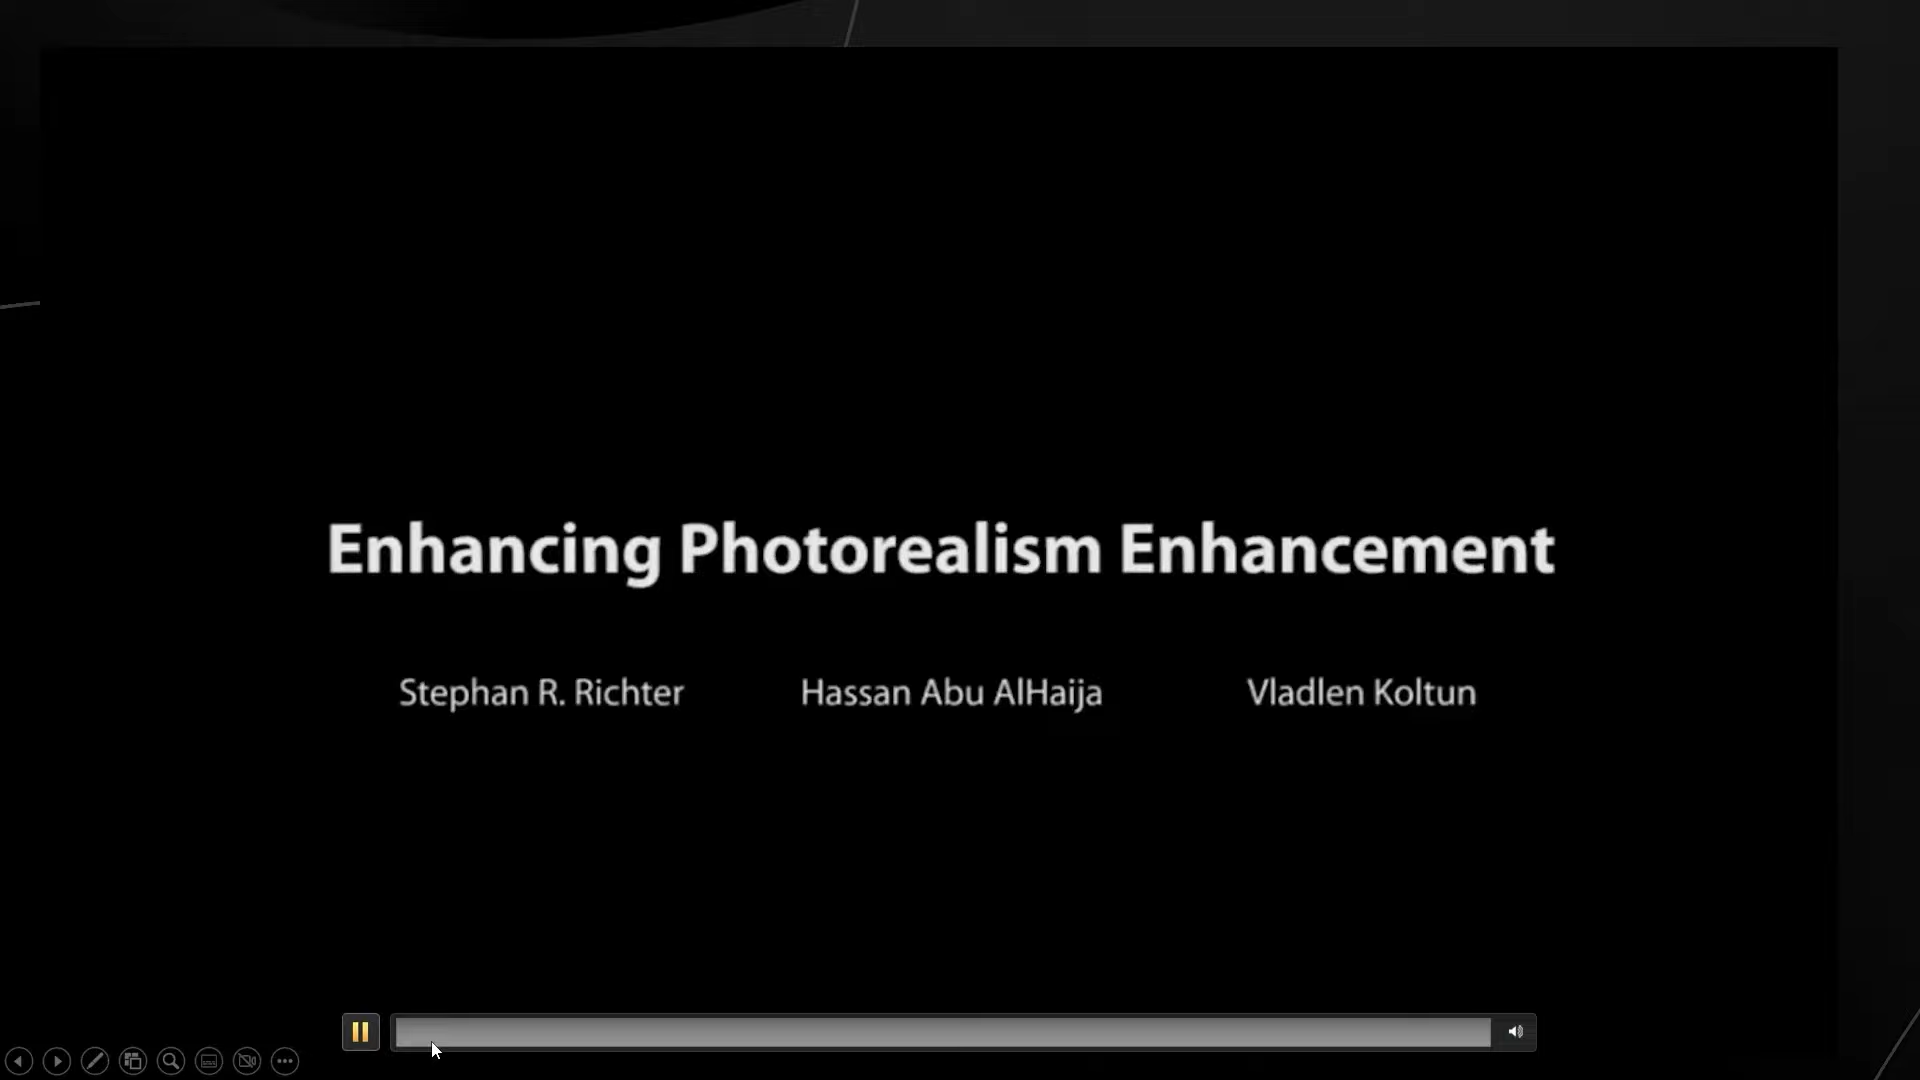 Enhancing Photorealism Enhancement
Stephan R. Richter Hassan Abu AlHaija Vladlen Koltun